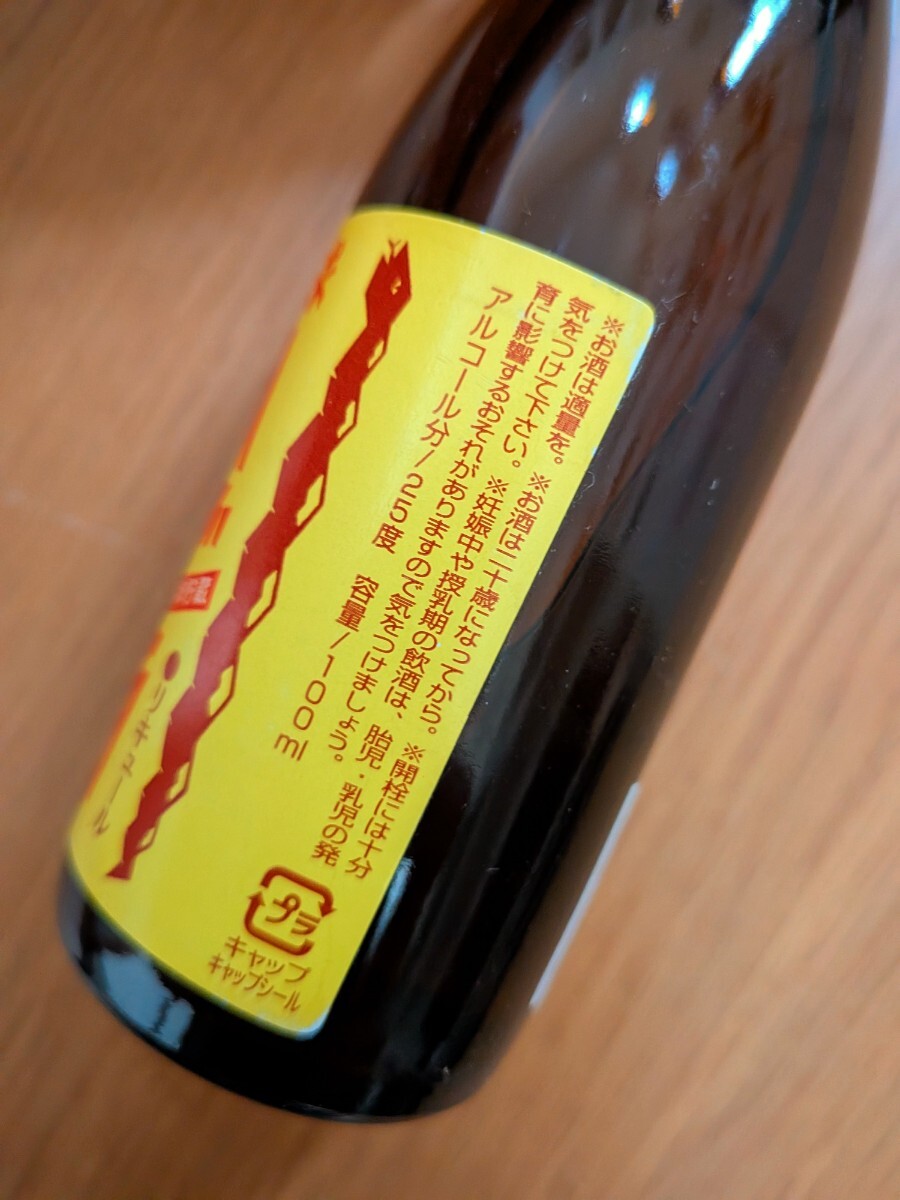 ※お酒は適量を。※お酒は二十歳になってから。※開栓には十分
気をつけて下さい。※妊娠中や授乳期の飲酒は、胎児・乳児の発
育に影響するおそれがありますので気をつけましょう。
アルコール分/25度 容量/100ml
リキュール
プラ
キャップ
キャップシール